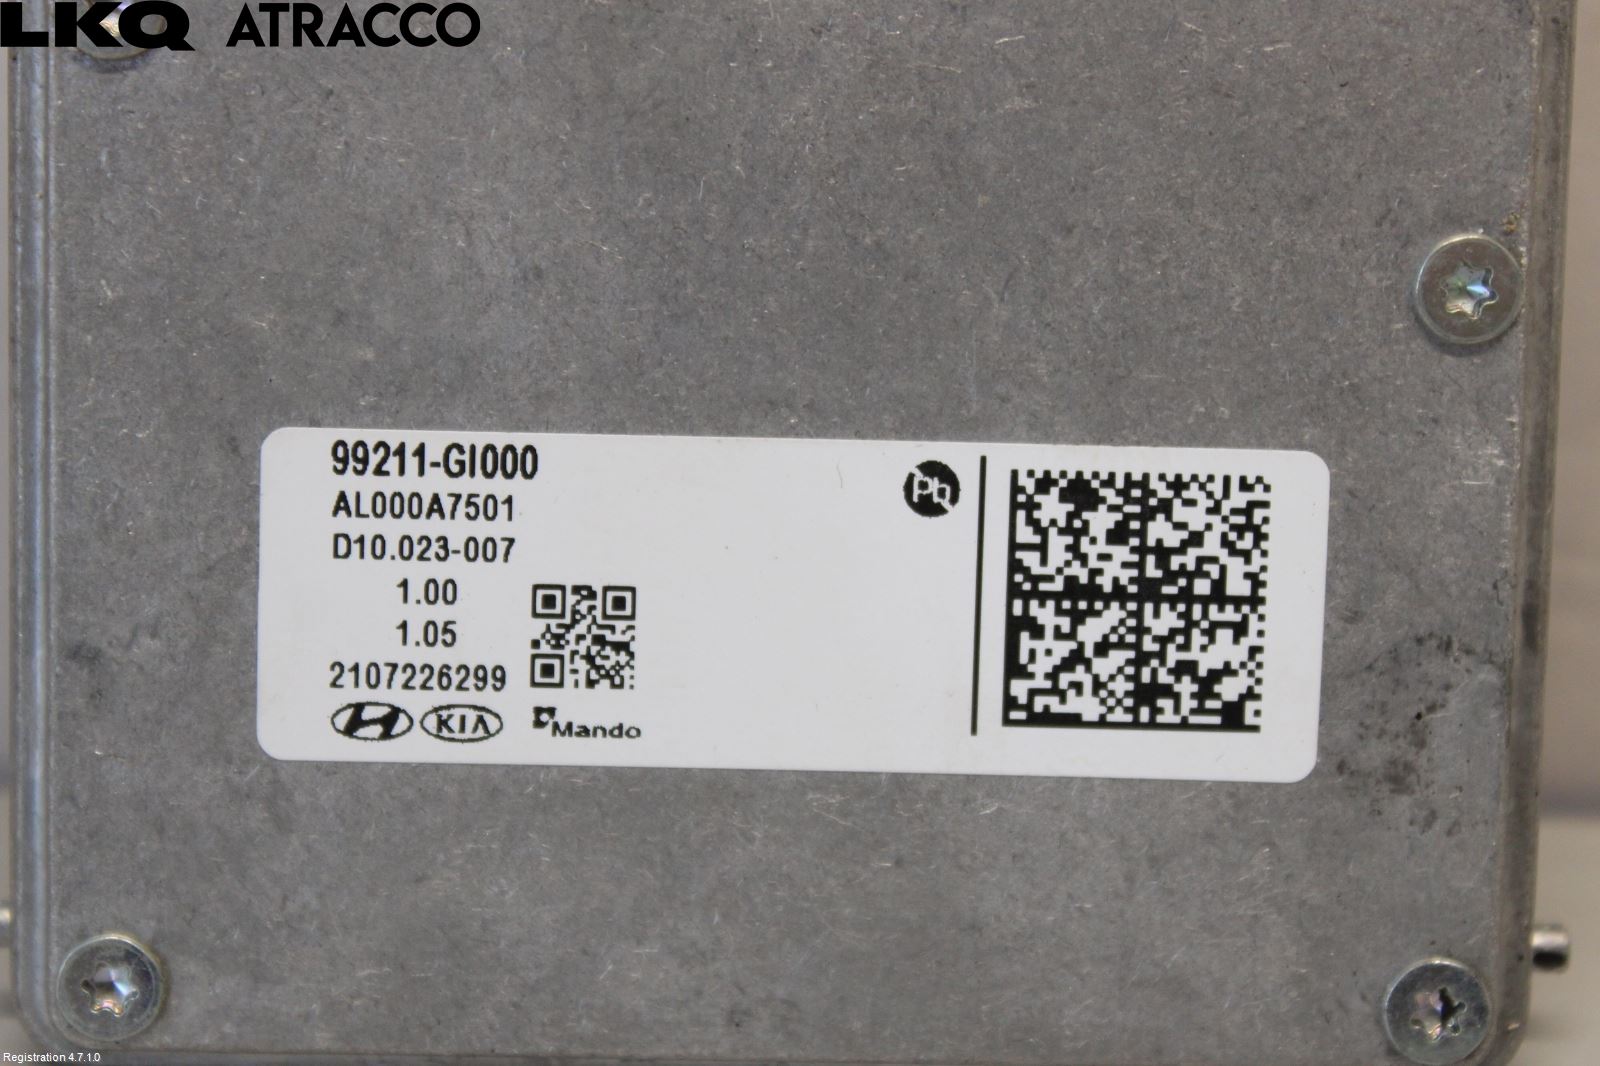 LKQ ATRACCO
99211-GI000
AL000A7501
D10.023-007
1.00
1.05
2107226299
KIA
Mando
Pb
Registration 4.7.1.0